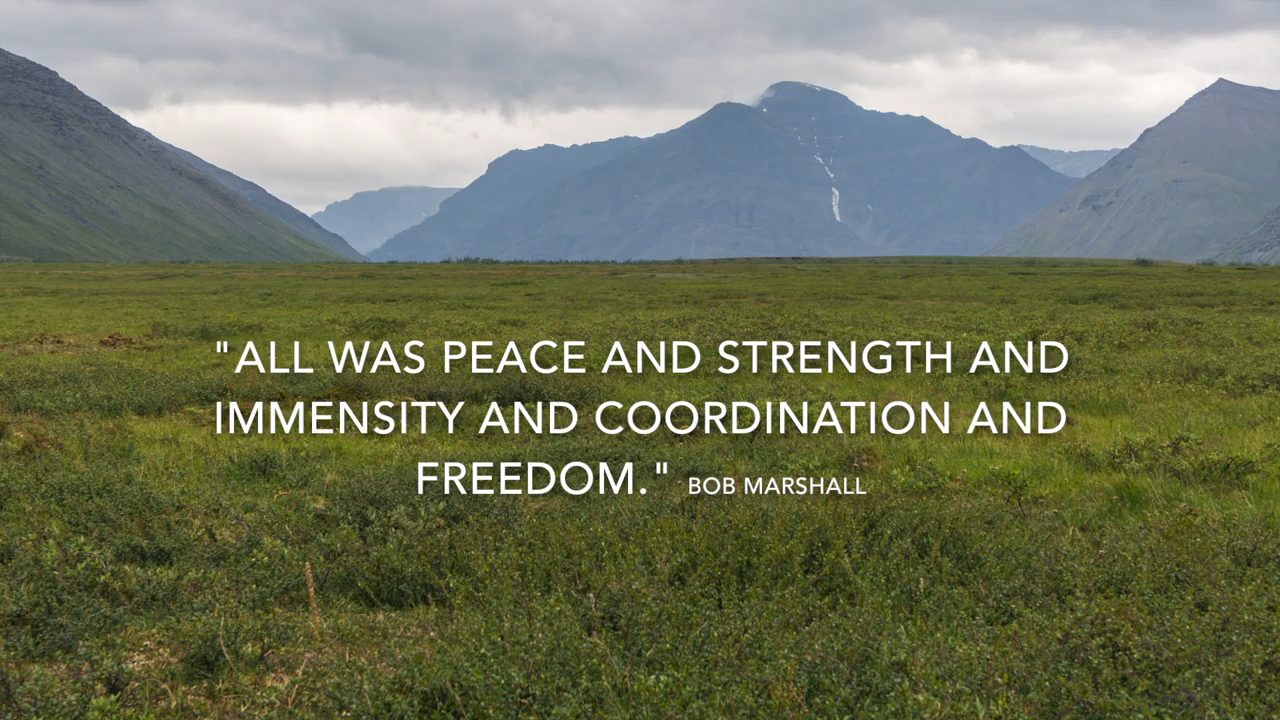 "ALL WAS PEACE AND STRENGTH AND
IMMENSITY AND COORDINATION AND
FREEDOM." BOB MARSHALL